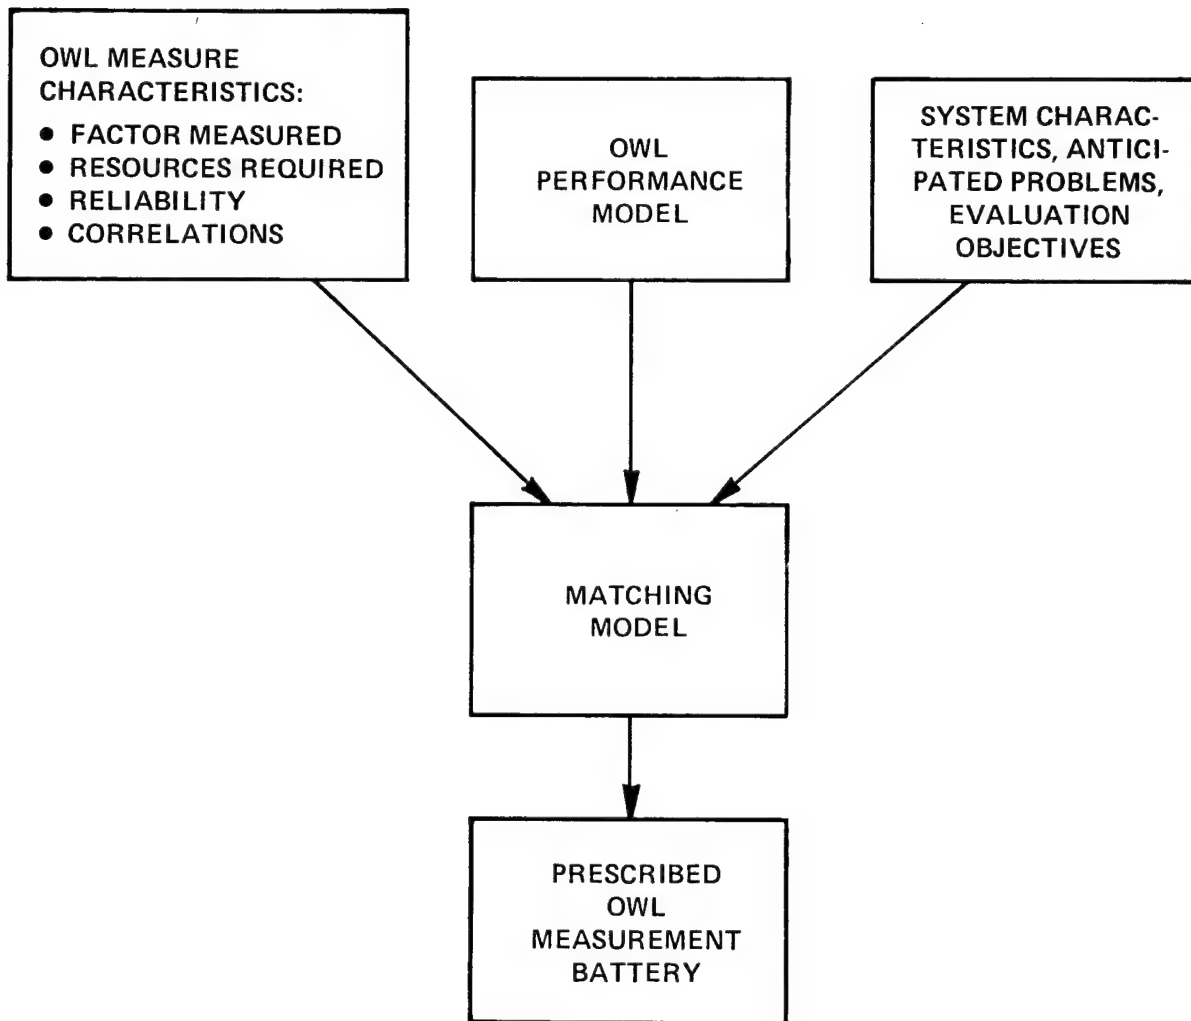 OWL MEASURE
CHARACTERISTICS:
• FACTOR MEASURED
• RESOURCES REQUIRED
• RELIABILITY
• CORRELATIONS
OWL
PERFORMANCE
MODEL
SYSTEM CHARAC-
TERISTICS, ANTICI-
PATED PROBLEMS,
EVALUATION
OBJECTIVES
MATCHING
MODEL
PRESCRIBED
OWL
MEASUREMENT
BATTERY